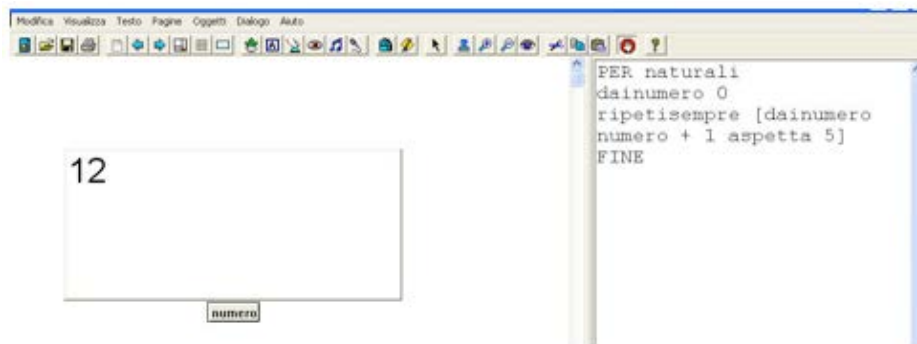 Modifica Visualizza Testo Pagine Oggetti Dialogo Aiuto
12
numero
PER naturali
dainumero 0
ripetisempre [dainumero
numero + 1 aspetta 5]
FINE